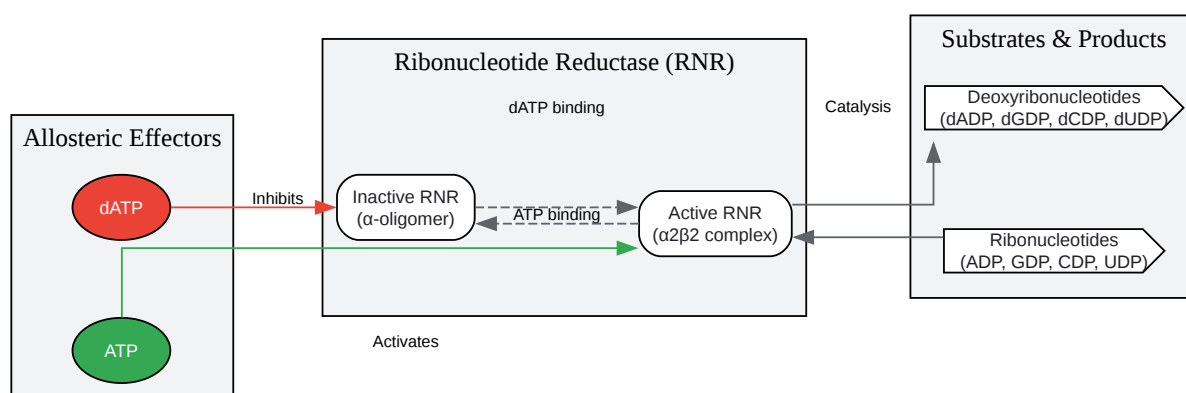 Allosteric Effectors
dATP
ATP
Inhibits
Activates
Ribonucleotide Reductase (RNR)
dATP binding
Inactive RNR
(α-oligomer)
ATP binding
Active RNR
(α2β2 complex)
Catalysis
Substrates & Products
Deoxyribonucleotides
(dADP, dGDP, dCDP, dUDP)
Ribonucleotides
(ADP, GDP, CDP, UDP)